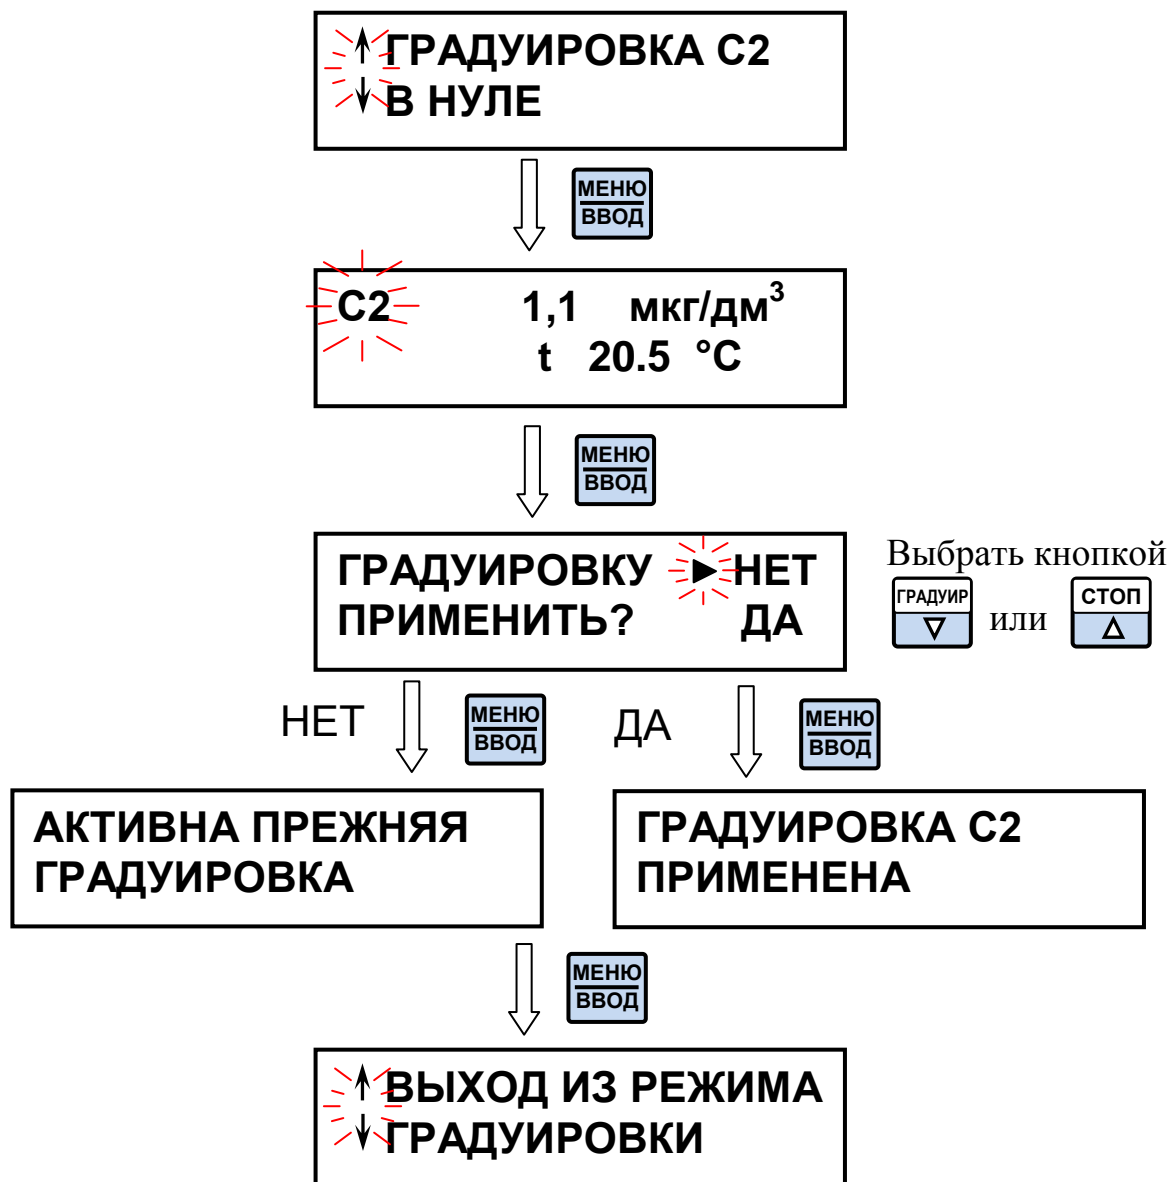 ГРАДУИРОВКА С2
В НУЛЕ
МЕНЮ
ВВОД
С2 1,1 мкг/дм³
t 20.5 °С
МЕНЮ
ВВОД
ГРАДУИРОВКУ ►НЕТ
ПРИМЕНИТЬ? ДА
Выбрать кнопкой
ГРАДУИР
или
СТОП
НЕТ
МЕНЮ
ВВОД
ДА
МЕНЮ
ВВОД
АКТИВНА ПРЕЖНЯЯ
ГРАДУИРОВКА
ГРАДУИРОВКА С2
ПРИМЕНЕНА
МЕНЮ
ВВОД
ВЫХОД ИЗ РЕЖИМА
ГРАДУИРОВКИ